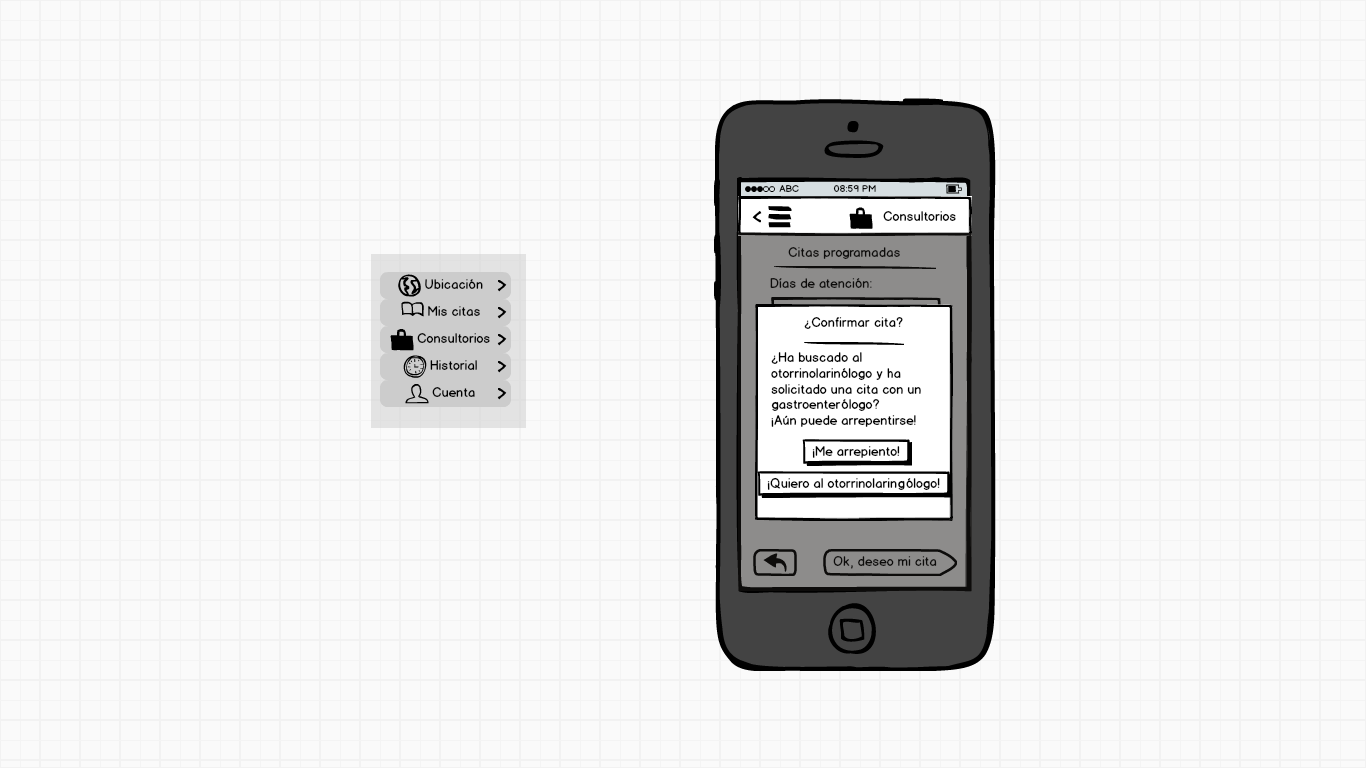 Ubicación
Mis citas
Consultorios
Historial
Cuenta
ABC 08:59 PM
< Consultorios
Citas programadas
Días de atención:
¿Confirmar cita?
¿Ha buscado al
otorrinolarinólogo y ha
solicitado una cita con un
gastroenterólogo?
¡Aún puede arrepentirse!
¡Me arrepiento!
¡Quiero al otorrinolaringólogo!
Ok, deseo mi cita